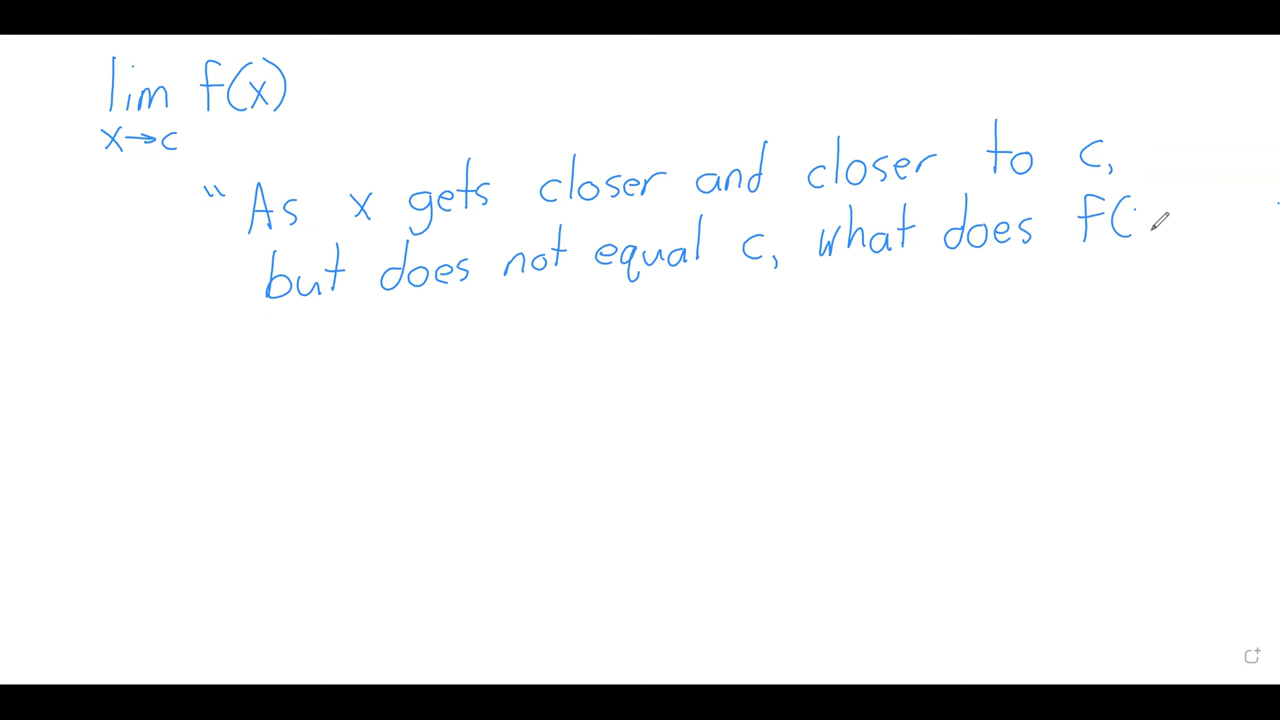 lim f(x)
x→c
“As x gets closer and closer to c,
but does not equal c, what does f(